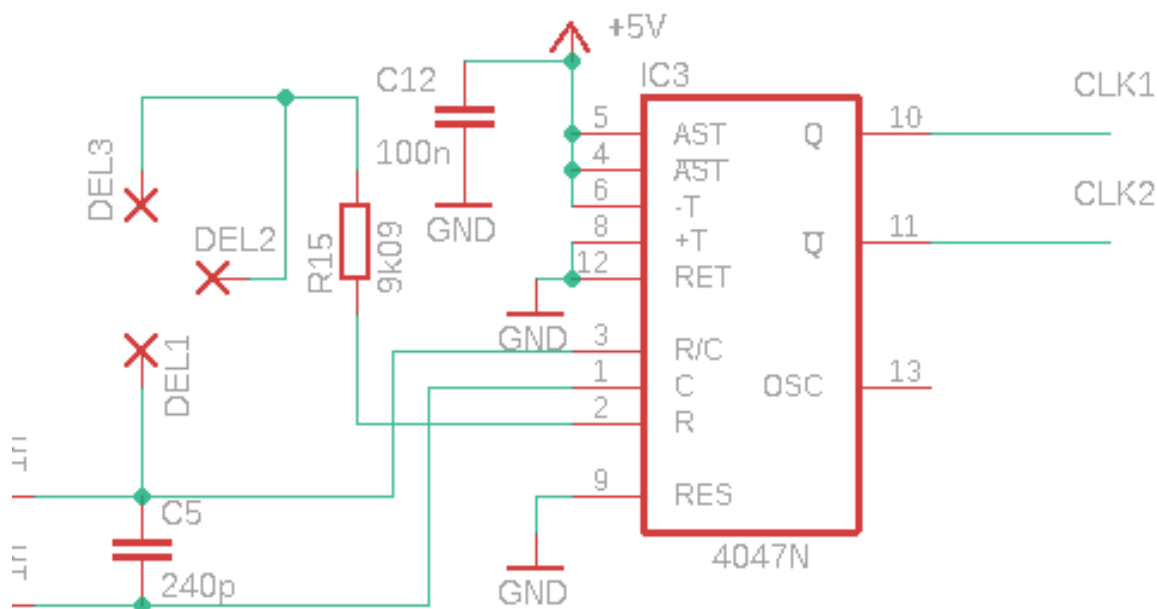 +5V
IC3
C12
100n
GND
CLK1
CLK2
DEL3
DEL2
DEL1
R15
9k09
5
4
6
8
12
3
1
2
9
AST
AST
-T
+T
RET
R/C
C
R
RES
Q
Q
OSC
10
11
13
GND
GND
4047N
C5
240p